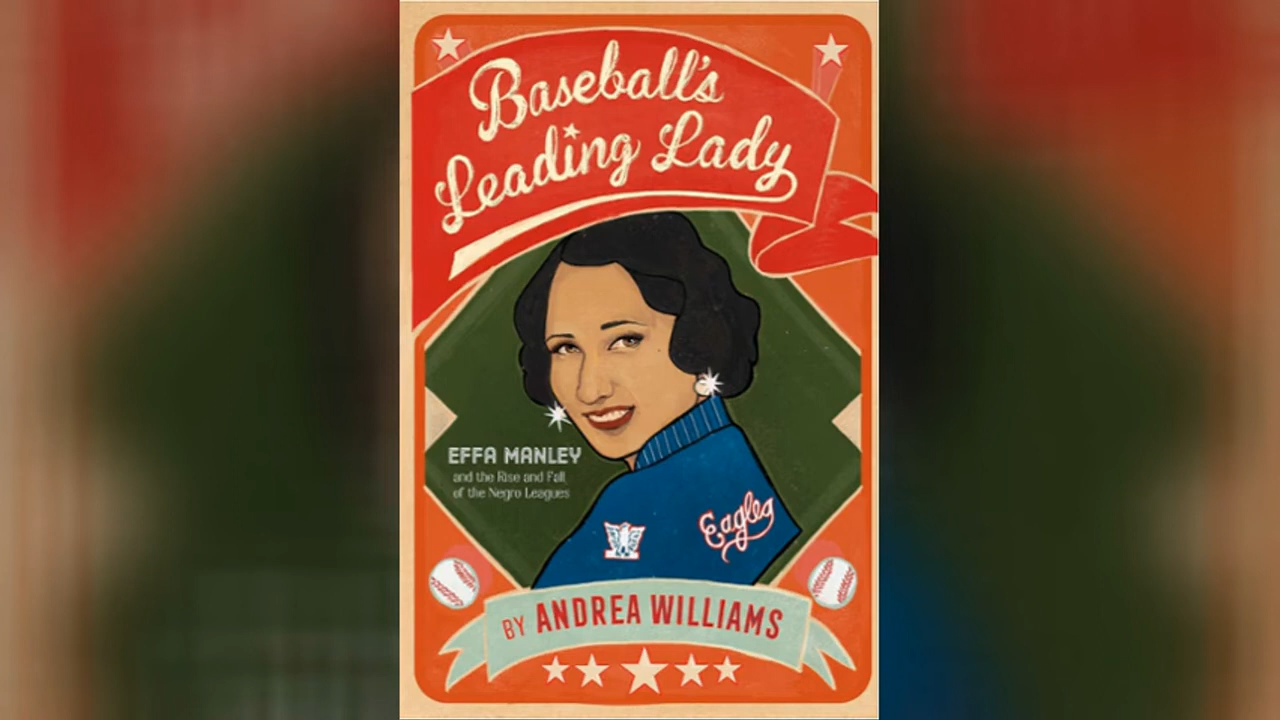 Baseball's
Leading Lady
EFFA MANLEY
and the Rise and Fall
of the Negro Leagues
Eagles
BY ANDREA WILLIAMS